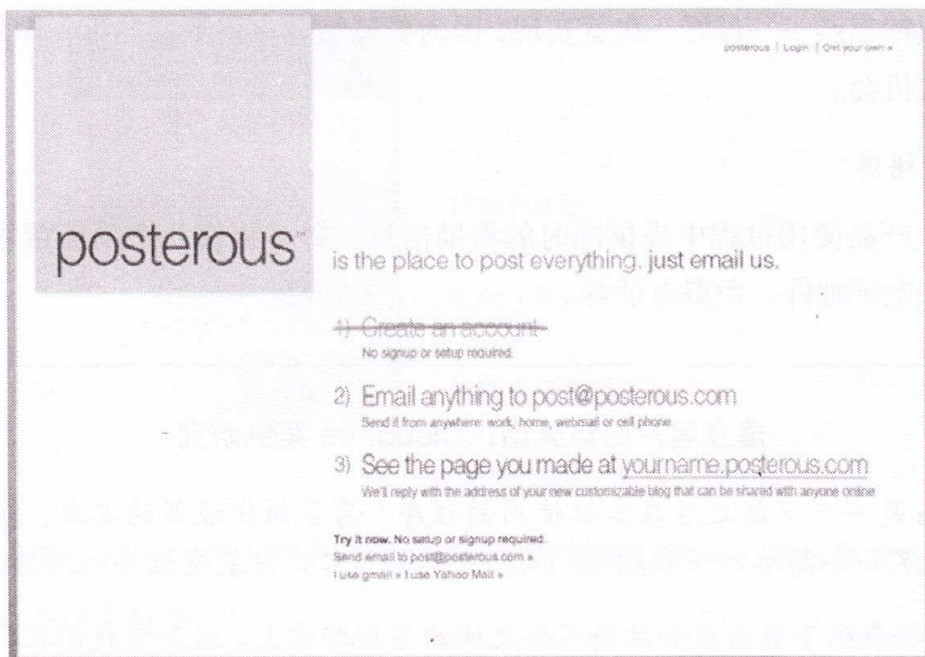 posterous | Login | Get your own »
posterous
is the place to post everything. just email us.
1) Create an account
No signup or setup required.
2) Email anything to post@posterous.com
Send it from anywhere: work, home, webmail or cell phone
3) See the page you made at yourname.posterous.com
We'll reply with the address of your new customizable blog that can be shared with anyone online
Try it now. No setup or signup required.
Send email to post@posterous.com »
I use gmail » I use Yahoo Mail »